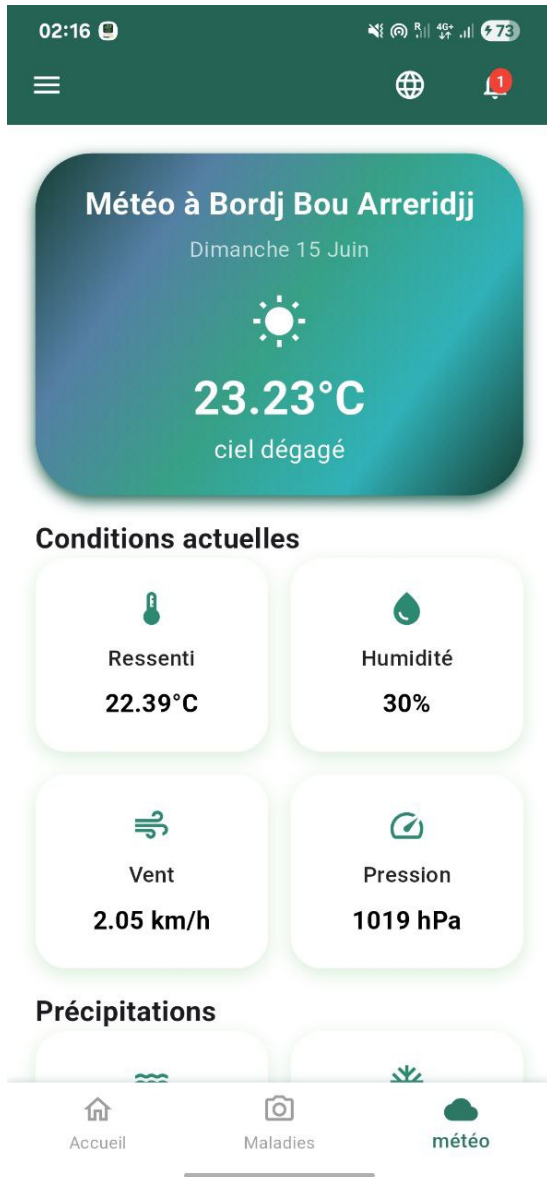 02:16
R 4G+ 73
1
Météo à Bordj Bou Arreridjj
Dimanche 15 Juin
23.23°C
ciel dégagé
Conditions actuelles
Ressenti Humidité
22.39°C 30%
Vent Pression
2.05 km/h 1019 hPa
Précipitations
Accueil Maladies météo